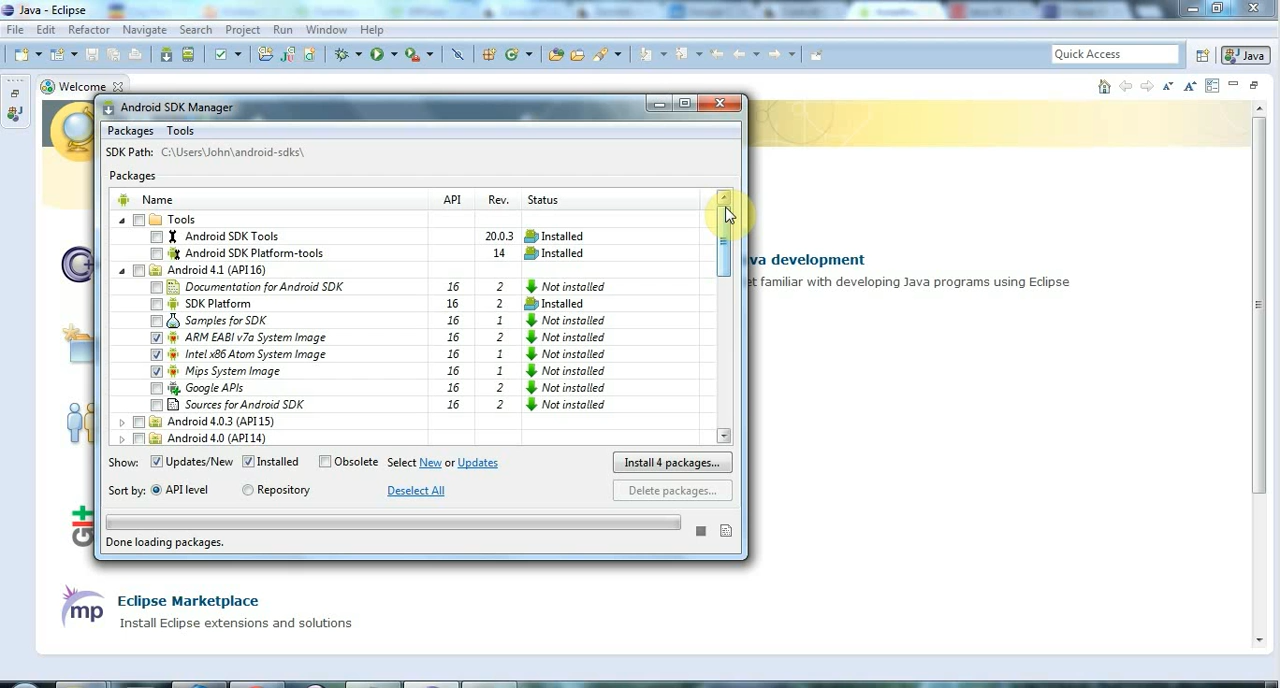 Java - Eclipse
File Edit Refactor Navigate Search Project Run Window Help
Quick Access Java
Welcome
Android SDK Manager
Packages Tools
SDK Path: C:\Users\John\android-sdks\
Packages
Name API Rev. Status
Tools
Android SDK Tools 20.0.3 Installed
Android SDK Platform-tools 14 Installed
Android 4.1 (API 16)
Documentation for Android SDK 16 2 Not installed
SDK Platform 16 2 Installed
Samples for SDK 16 1 Not installed
ARM EABI v7a System Image 16 2 Not installed
Intel x86 Atom System Image 16 1 Not installed
Mips System Image 16 1 Not installed
Google APIs 16 2 Not installed
Sources for Android SDK 16 2 Not installed
Android 4.0.3 (API 15)
Android 4.0 (API 14)
Show: Updates/New Installed Obsolete Select New or Updates Install 4 packages...
Sort by: API level Repository Deselect All Delete packages...
Done loading packages.
va development
et familiar with developing Java programs using Eclipse
Eclipse Marketplace
Install Eclipse extensions and solutions
mp